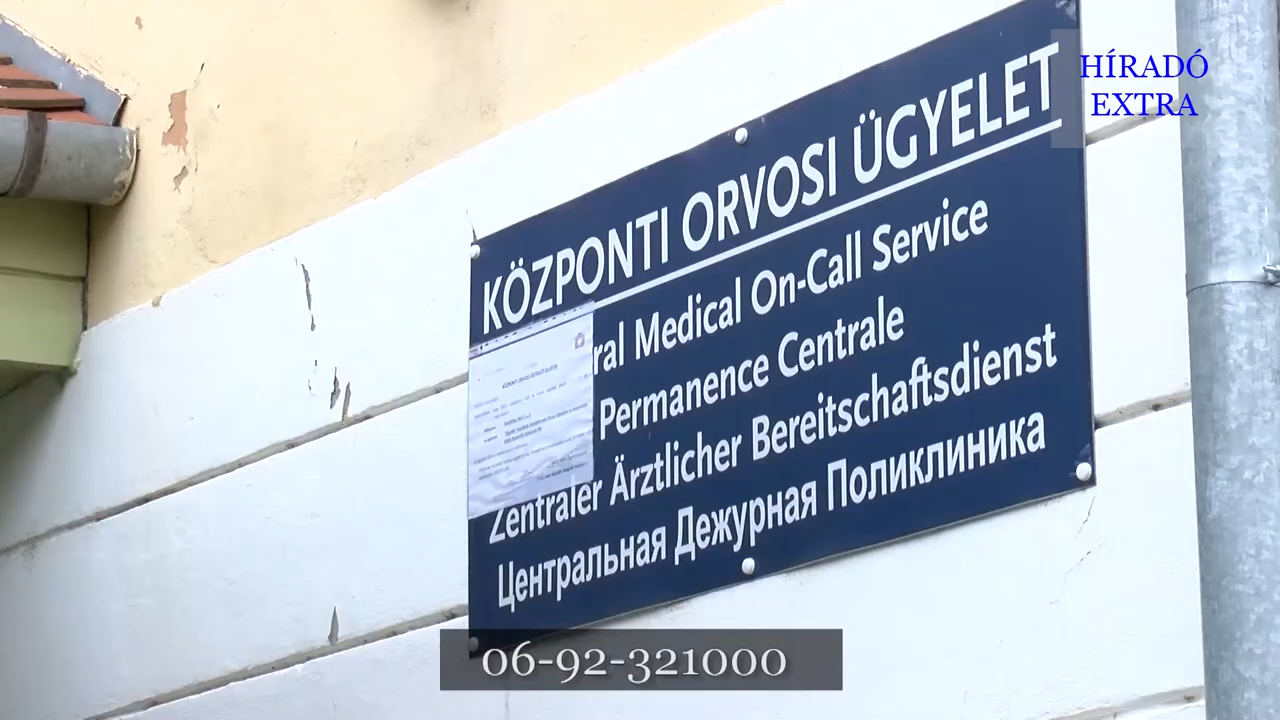 HÍRADÓ
EXTRA
KÖZPONTI ORVOSI ÜGYELET
ral Medical On-Call Service
Permanence Centrale
Zentraler Ärztlicher Bereitschaftsdienst
Центральная Дежурная Поликлиника
06-92-321000